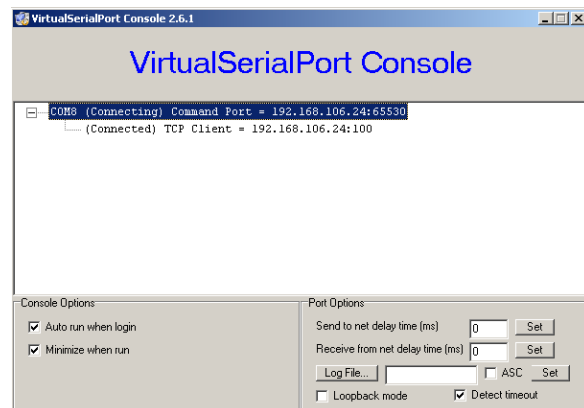 VirtualSerialPort Console 2.6.1
VirtualSerialPort Console
COM8 (Connecting) Command Port = 192.168.106.24:65530
(Connected) TCP Client = 192.168.106.24:100
Console Options
Auto run when login
Minimize when run
Port Options
Send to net delay time (ms) 0 Set
Receive from net delay time (ms) 0 Set
Log File... ASC Set
Loopback mode Detect timeout